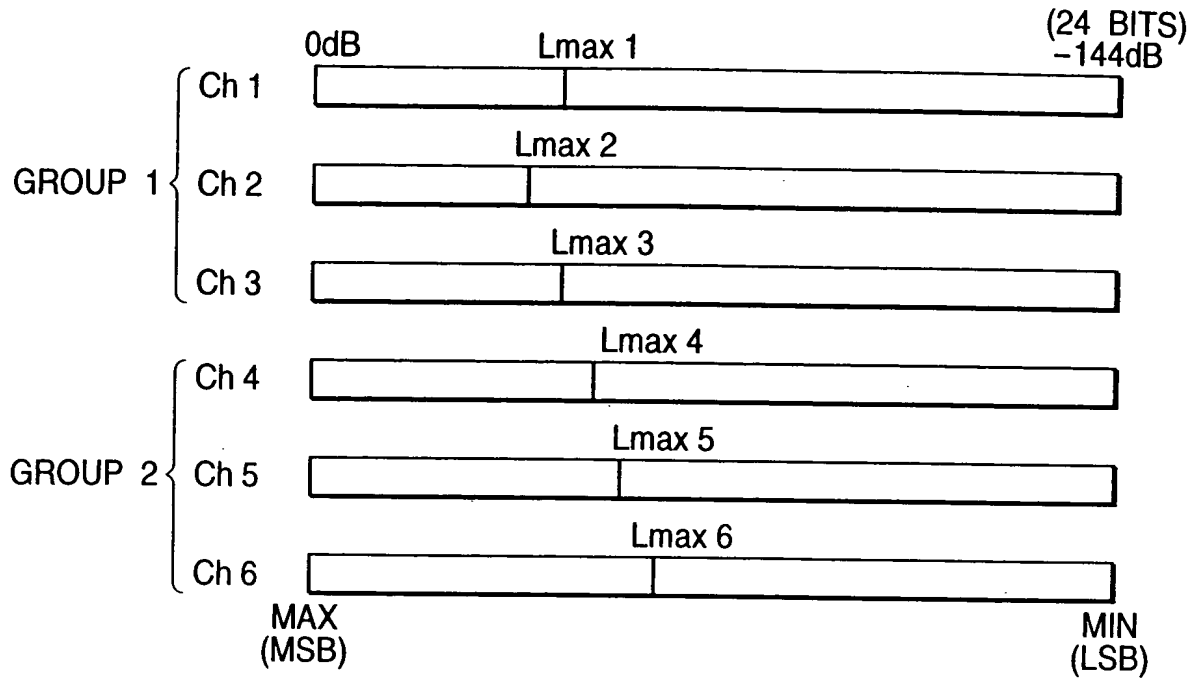 (24 BITS)
0dB Lmax 1 −144dB
Ch 1
Lmax 2
GROUP 1 Ch 2
Lmax 3
Ch 3
Lmax 4
Ch 4
Lmax 5
GROUP 2 Ch 5
Lmax 6
Ch 6
MAX MIN
(MSB) (LSB)